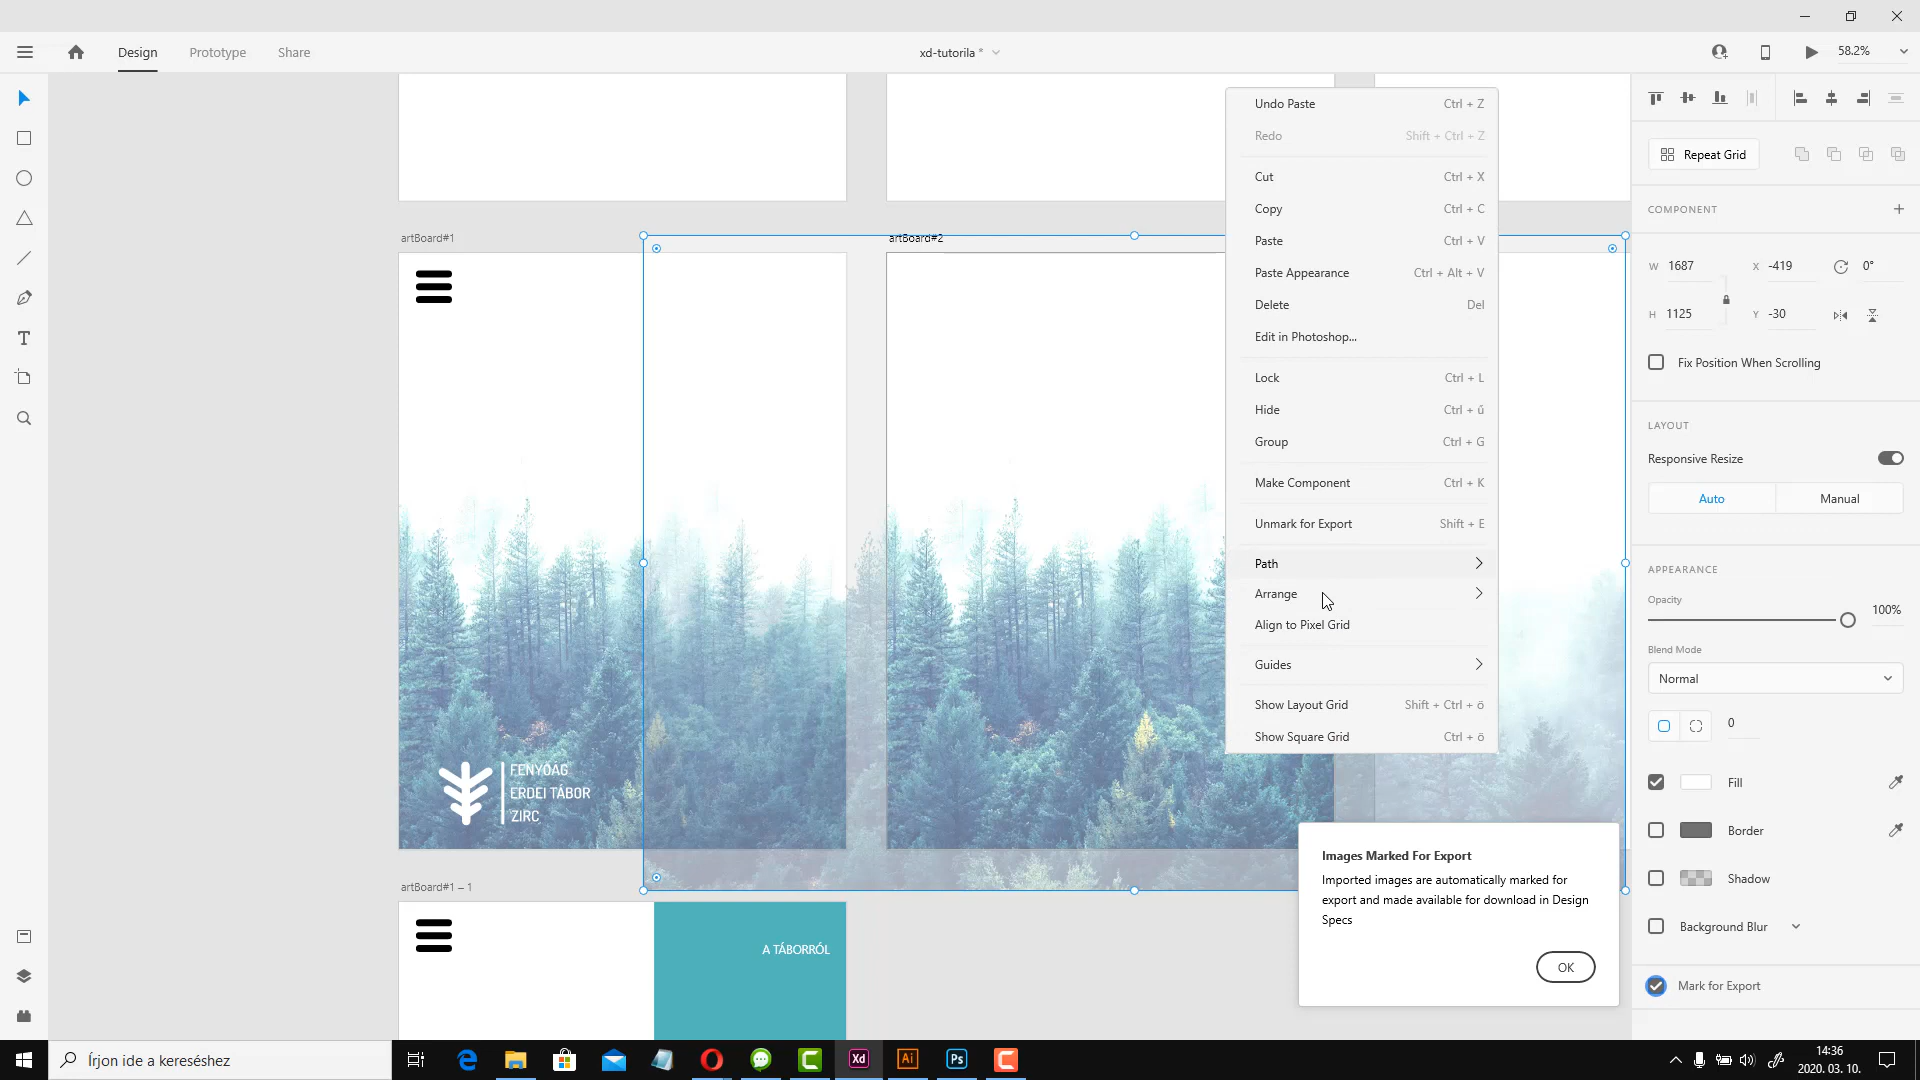 Design
Prototype
Share
xd-tutorila *
58.2%
Undo Paste Ctrl + Z
Redo Shift + Ctrl + Z
Cut Ctrl + X
Copy Ctrl + C
Paste Ctrl + V
Paste Appearance Ctrl + Alt + V
Delete Del
Edit in Photoshop...
Lock Ctrl + L
Hide Ctrl + ű
Group Ctrl + G
Make Component Ctrl + K
Unmark for Export Shift + E
Path
Arrange
Align to Pixel Grid
Guides
Show Layout Grid Shift + Ctrl + ö
Show Square Grid Ctrl + ö
artBoard#1
artBoard#2
FENYŐÁG
ERDEI TÁBOR
ZIRC
artBoard#1 – 1
A TÁBORRÓL
Images Marked For Export
Imported images are automatically marked for
export and made available for download in Design
Specs
OK
Repeat Grid
COMPONENT
W 1687 X -419 0°
H 1125 Y -30
Fix Position When Scrolling
LAYOUT
Responsive Resize
Auto Manual
APPEARANCE
Opacity
100%
Blend Mode
Normal
0
Fill
Border
Shadow
Background Blur
Mark for Export
Írjon ide a kereséshez
Xd
Ai
Ps
14:36
2020. 03. 10.